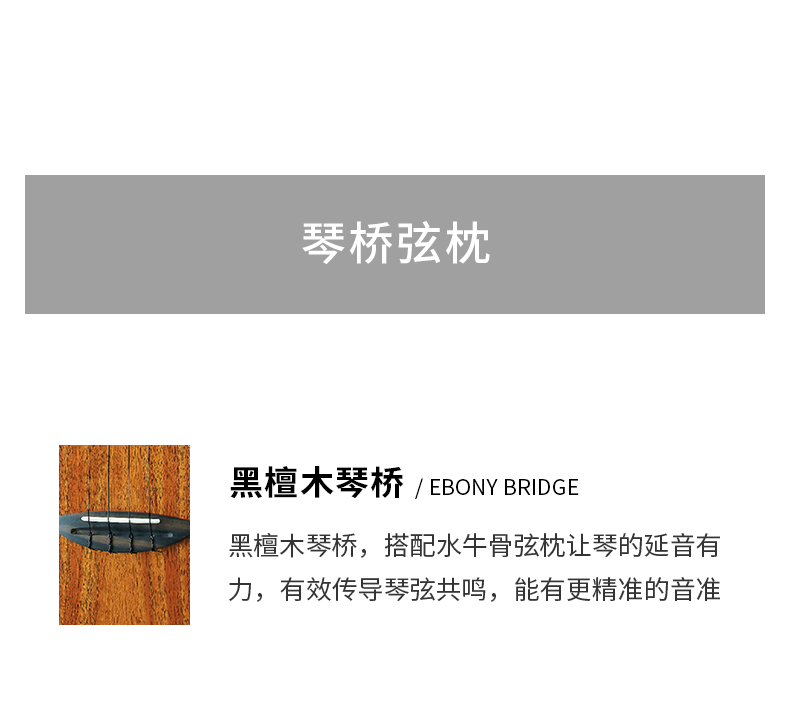 琴桥弦枕
黑檀木琴桥 / EBONY BRIDGE
黑檀木琴桥，搭配水牛骨弦枕让琴的延音有
力，有效传导琴弦共鸣，能有更精准的音准